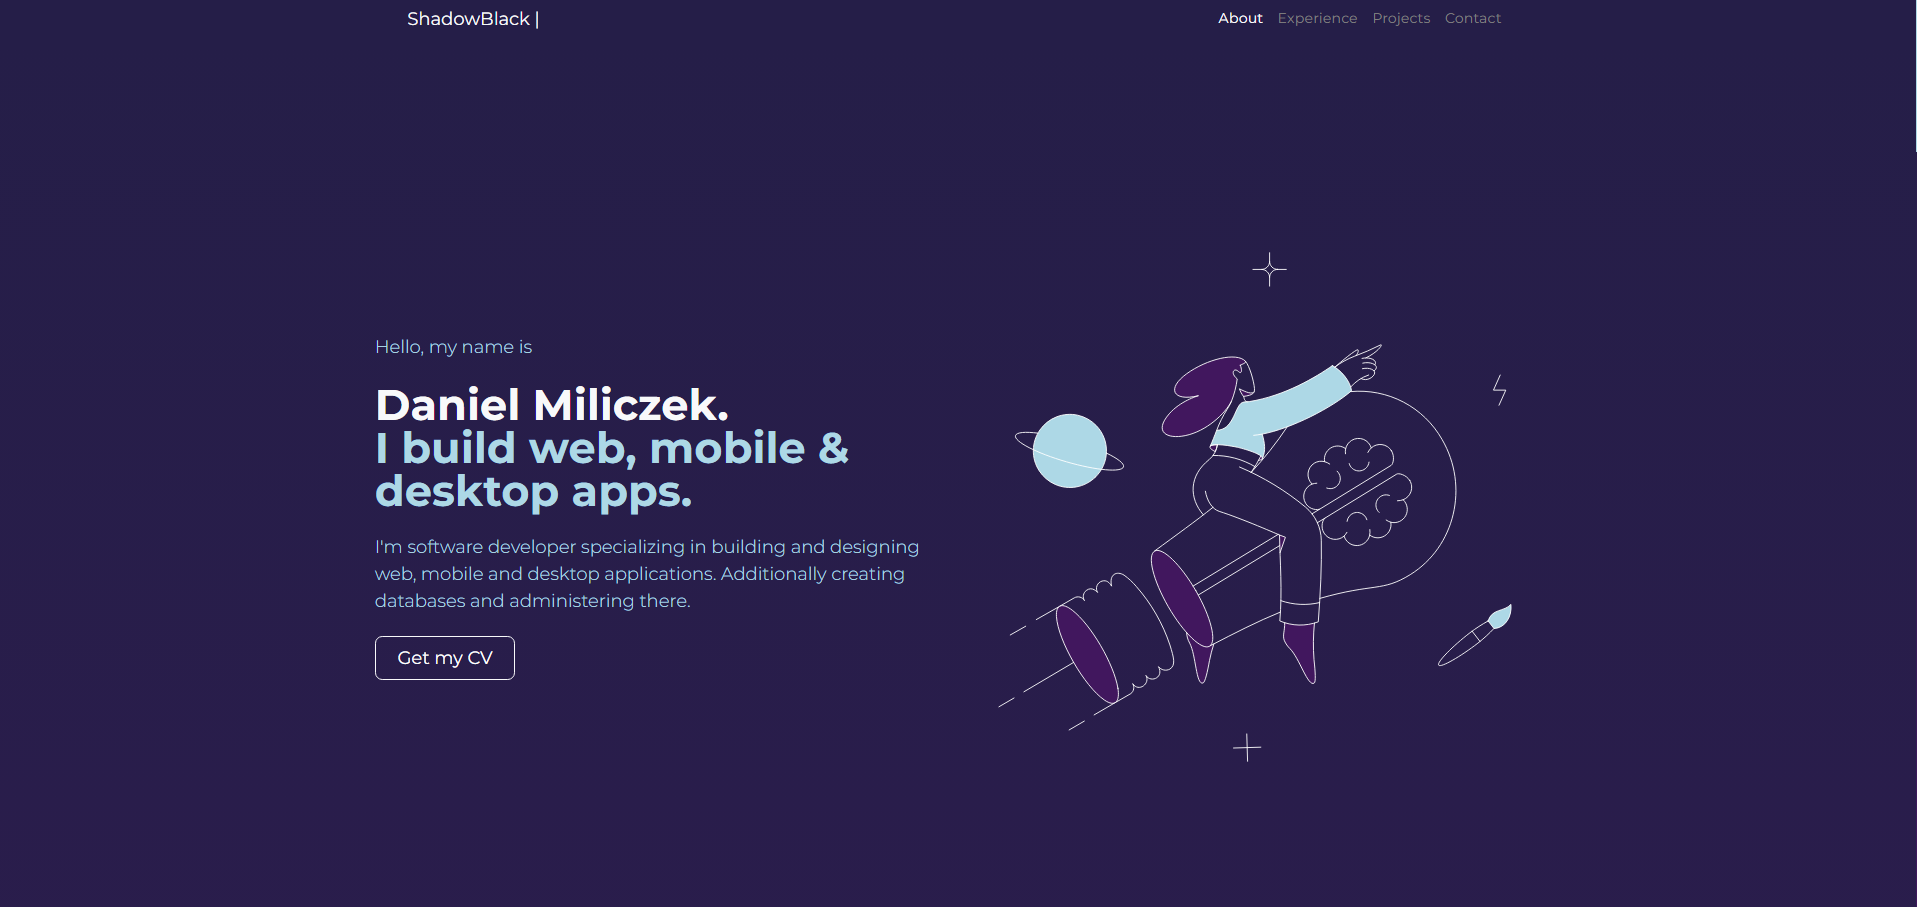 ShadowBlack |
About Experience Projects Contact
Hello, my name is
Daniel Miliczek.
I build web, mobile &
desktop apps.
I'm software developer specializing in building and designing
web, mobile and desktop applications. Additionally creating
databases and administering there.
Get my CV